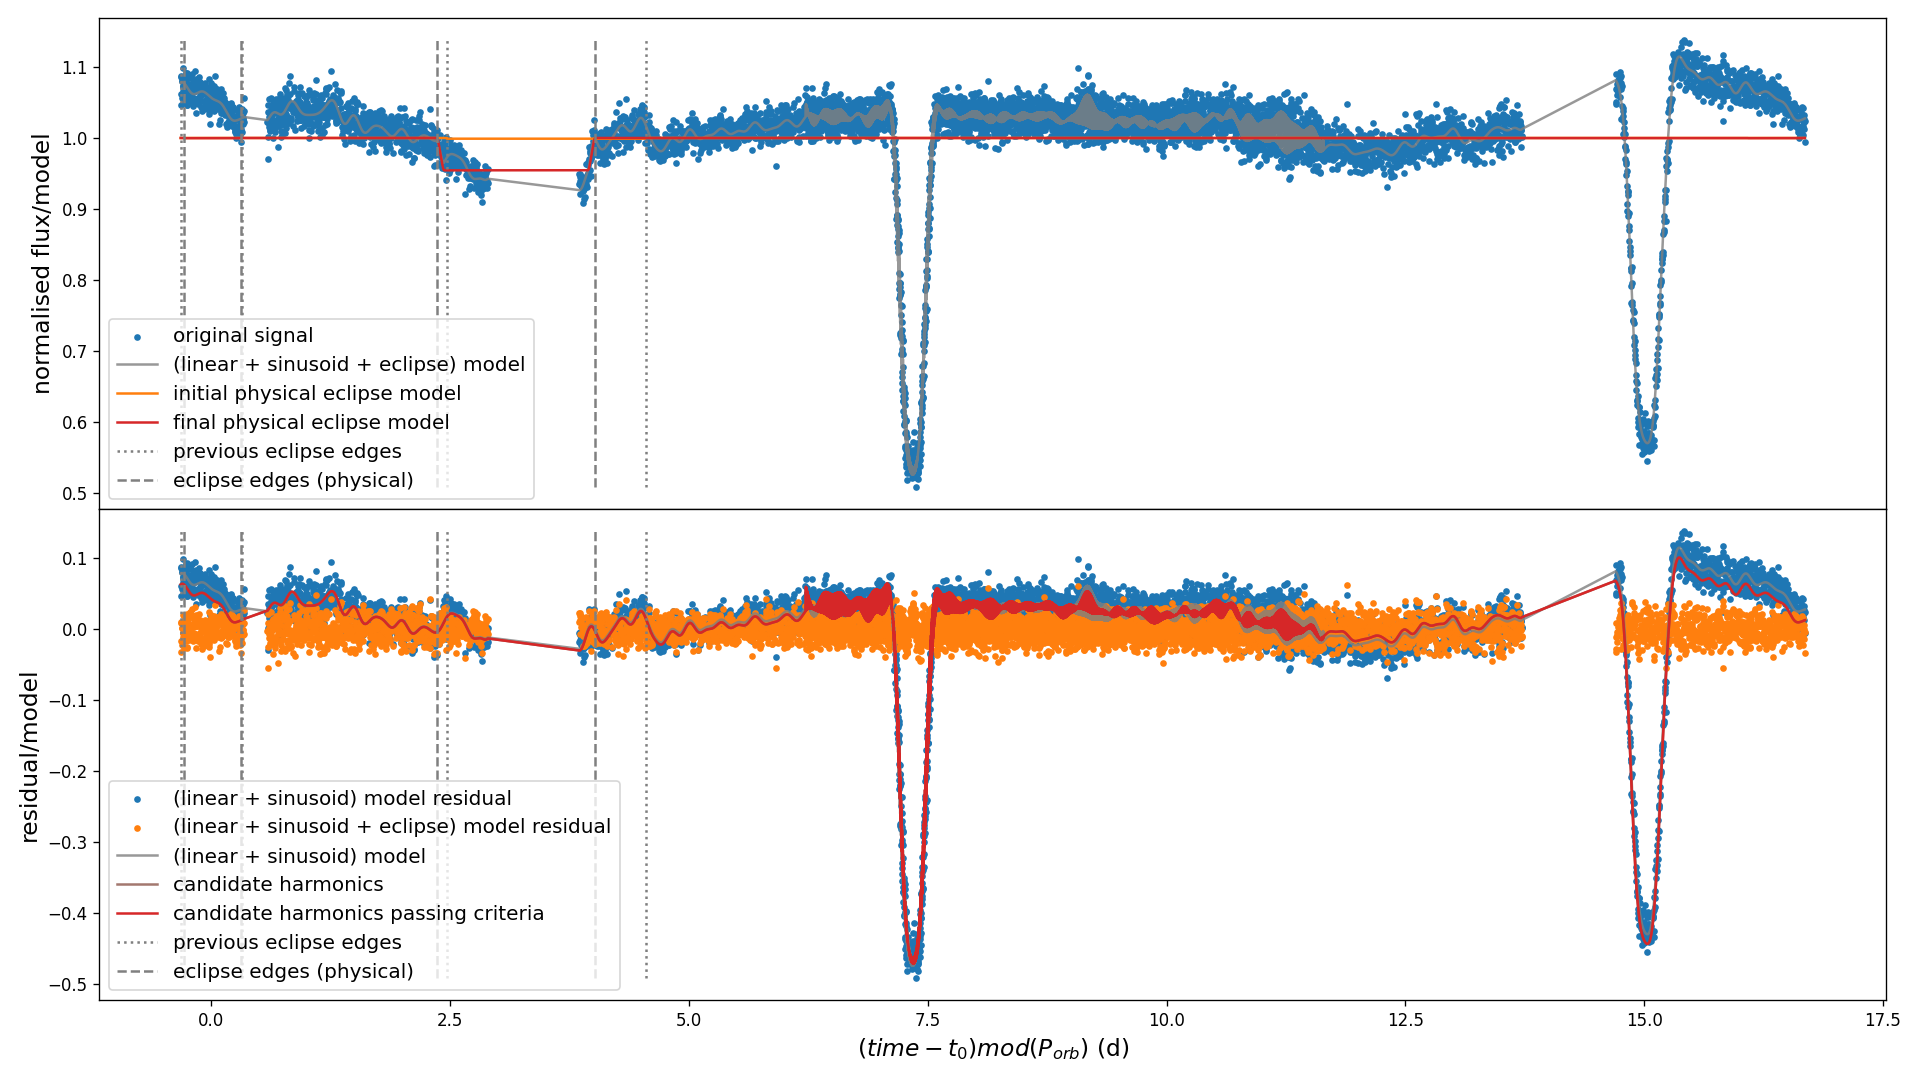 1.1
1.0
0.9
0.8
0.7
0.6
0.5
normalised flux/model
original signal
(linear + sinusoid + eclipse) model
initial physical eclipse model
final physical eclipse model
previous eclipse edges
eclipse edges (physical)
0.1
0.0
−0.1
−0.2
−0.3
−0.4
−0.5
residual/model
(linear + sinusoid) model residual
(linear + sinusoid + eclipse) model residual
(linear + sinusoid) model
candidate harmonics
candidate harmonics passing criteria
previous eclipse edges
eclipse edges (physical)
0.0 2.5 5.0 7.5 10.0 12.5 15.0 17.5
(time − t₀)mod(Pₒᵣb) (d)